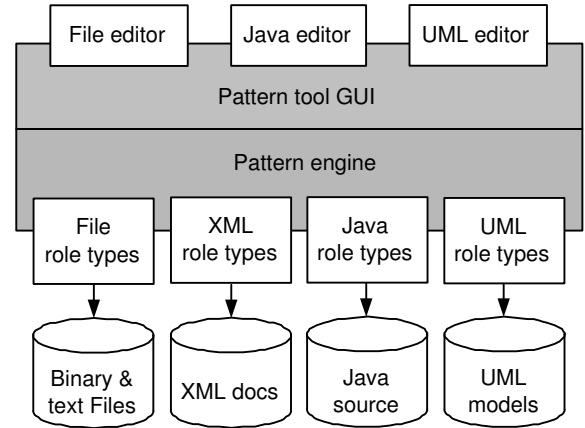 File editor
Java editor
UML editor
Pattern tool GUI
Pattern engine
File
role types
XML
role types
Java
role types
UML
role types
Binary &
text Files
XML docs
Java
source
UML
models